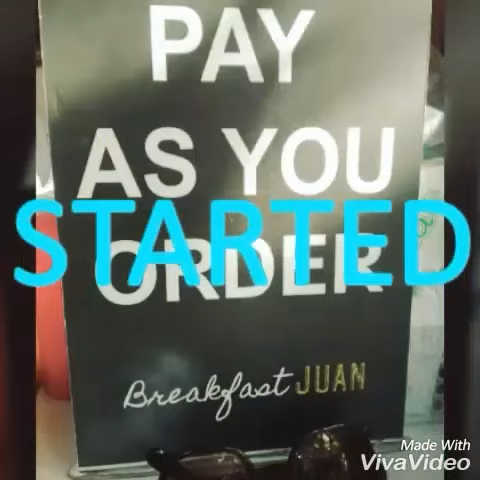 PAY
AS YOU
STARTED
ORDER
Breakfast JUAN
Made With
VivaVideo